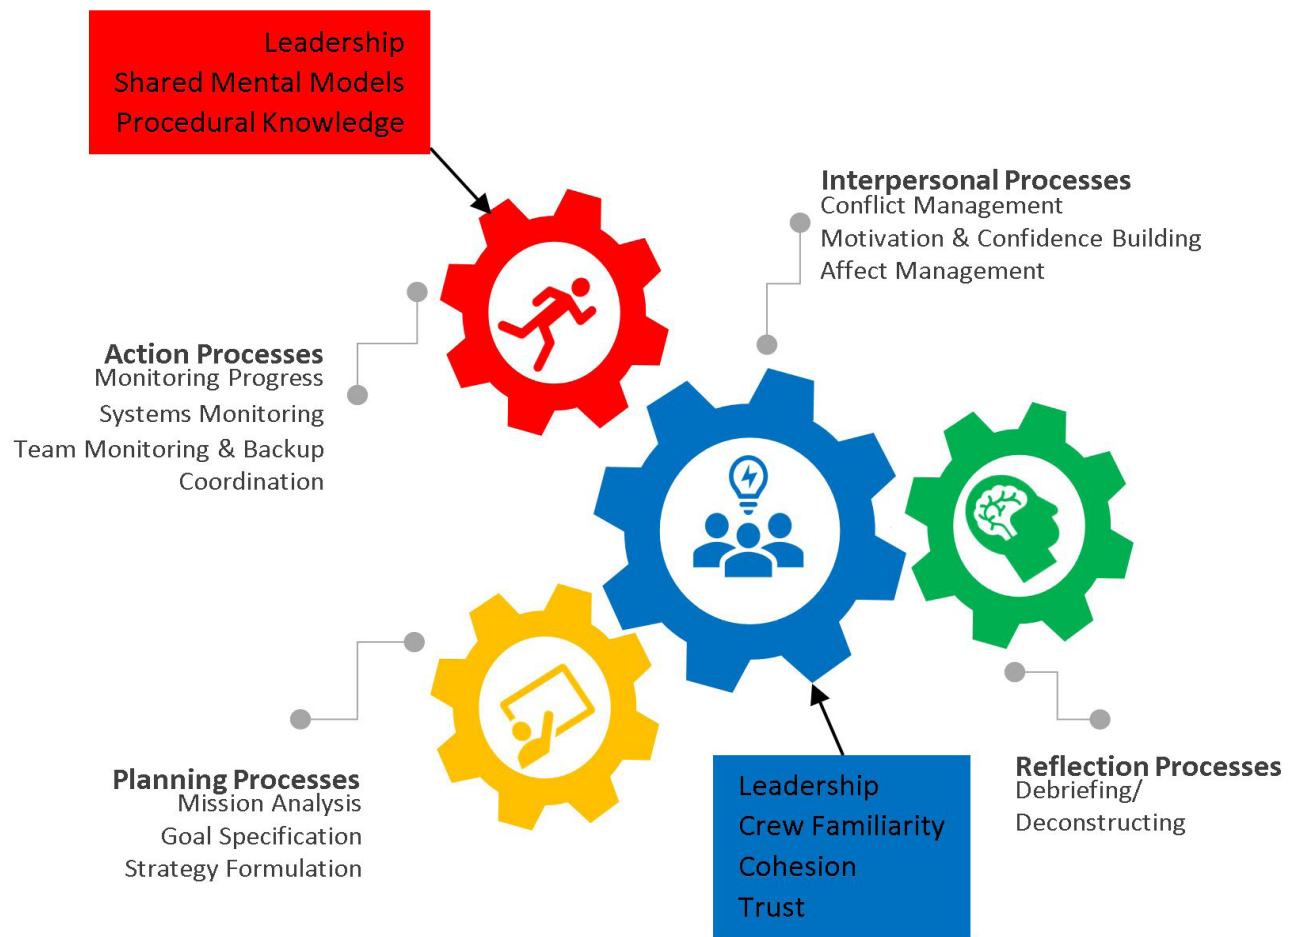 Leadership
Shared Mental Models
Procedural Knowledge
Interpersonal Processes
Conflict Management
Motivation & Confidence Building
Affect Management
Action Processes
Monitoring Progress
Systems Monitoring
Team Monitoring & Backup
Coordination
Planning Processes
Mission Analysis
Goal Specification
Strategy Formulation
Leadership
Crew Familiarity
Cohesion
Trust
Reflection Processes
Debriefing/
Deconstructing